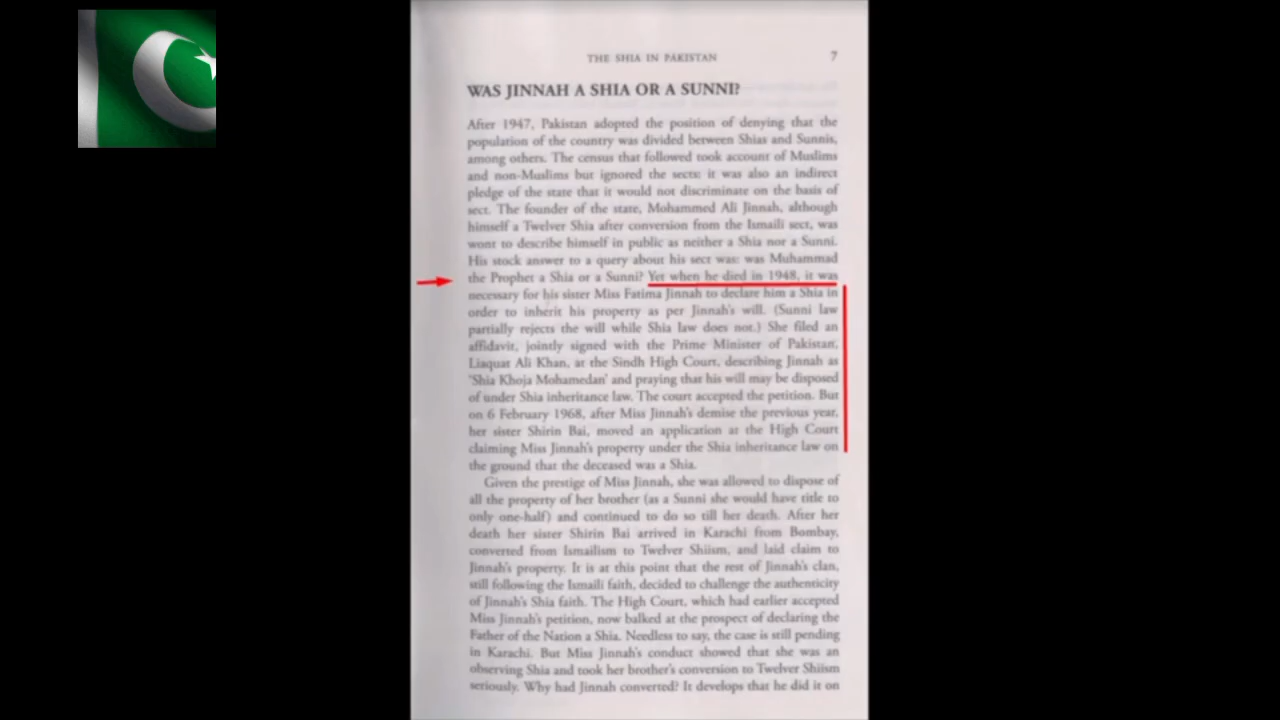 THE SHIA IN PAKISTAN 7
WAS JINNAH A SHIA OR A SUNNI?
After 1947, Pakistan adopted the position of denying that the
population of the country was divided between Shias and Sunnis,
among others. The census that followed took account of Muslims
and non-Muslims but ignored the sects: it was also an indirect
pledge of the state that it would not discriminate on the basis of
sect. The founder of the state, Mohammed Ali Jinnah, although
himself a Twelver Shia after conversion from the Ismaili sect, was
wont to describe himself in public as neither a Shia nor a Sunni.
His stock answer to a query about his sect was: was Muhammad
the Prophet a Shia or a Sunni? Yet when he died in 1948, it was
necessary for his sister Miss Fatima Jinnah to declare him a Shia in
order to inherit his property as per Jinnah's will. (Sunni law
partially rejects the will while Shia law does not.) She filed an
affidavit, jointly signed with the Prime Minister of Pakistan,
Liaquat Ali Khan, at the Sindh High Court, describing Jinnah as
'Shia Khoja Mohamedan' and praying that his will may be disposed
of under Shia inheritance law. The court accepted the petition. But
on 6 February 1968, after Miss Jinnah's demise the previous year,
her sister Shirin Bai, moved an application at the High Court
claiming Miss Jinnah's property under the Shia inheritance law on
the ground that the deceased was a Shia.
Given the prestige of Miss Jinnah, she was allowed to dispose of
all the property of her brother (as a Sunni she would have title to
only one-half) and continued to do so till her death. After her
death her sister Shirin Bai arrived in Karachi from Bombay,
converted from Ismailism to Twelver Shiism, and laid claim to
Jinnah's property. It is at this point that the rest of Jinnah's clan,
still following the Ismaili faith, decided to challenge the authenticity
of Jinnah's Shia faith. The High Court, which had earlier accepted
Miss Jinnah's petition, now balked at the prospect of declaring the
Father of the Nation a Shia. Needless to say, the case is still pending
in Karachi. But Miss Jinnah's conduct showed that she was an
observing Shia and took her brother's conversion to Twelver Shiism
seriously. Why had Jinnah converted? It develops that he did it on